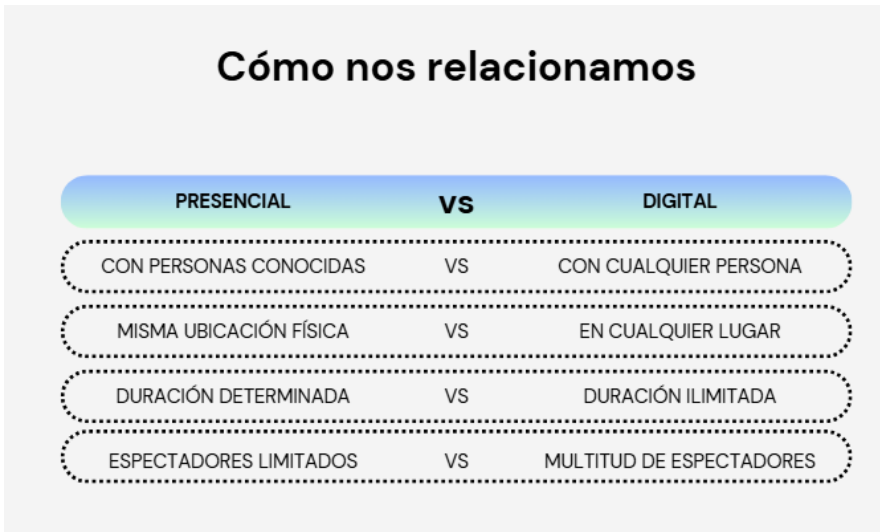 Cómo nos relacionamos
PRESENCIAL VS DIGITAL
CON PERSONAS CONOCIDAS VS CON CUALQUIER PERSONA
MISMA UBICACIÓN FÍSICA VS EN CUALQUIER LUGAR
DURACIÓN DETERMINADA VS DURACIÓN ILIMITADA
ESPECTADORES LIMITADOS VS MULTITUD DE ESPECTADORES